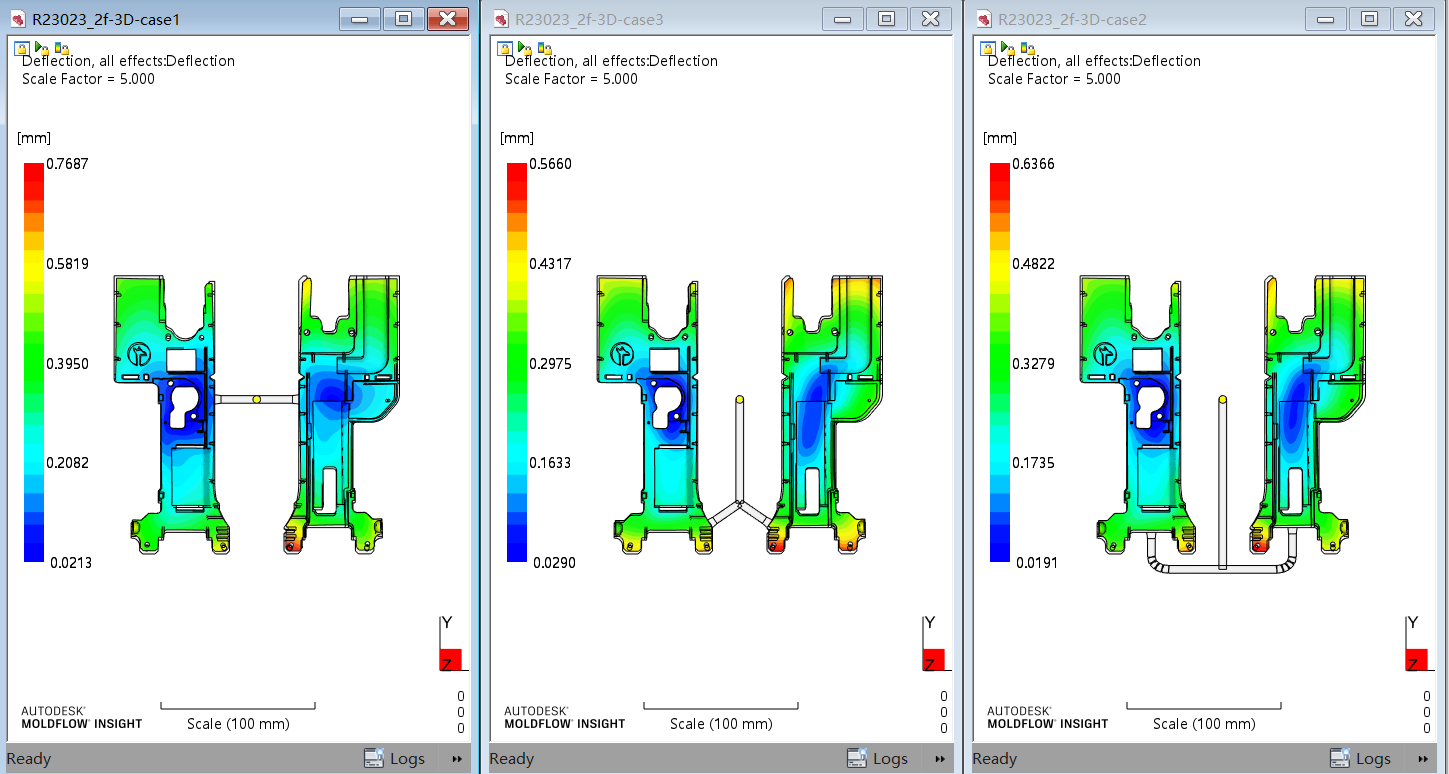 R23023_2f-3D-case1
Deflection, all effects:Deflection
Scale Factor = 5.000
[mm]
0.7687
0.5819
0.3950
0.2082
0.0213
Y
Z
0
0
0
AUTODESK®
MOLDFLOW® INSIGHT
Scale (100 mm)
Ready
Logs
R23023_2f-3D-case3
Deflection, all effects:Deflection
Scale Factor = 5.000
[mm]
0.5660
0.4317
0.2975
0.1633
0.0290
Y
Z
0
0
0
AUTODESK®
MOLDFLOW® INSIGHT
Scale (100 mm)
Ready
Logs
R23023_2f-3D-case2
Deflection, all effects:Deflection
Scale Factor = 5.000
[mm]
0.6366
0.4822
0.3279
0.1735
0.0191
Y
Z
0
0
0
AUTODESK®
MOLDFLOW® INSIGHT
Scale (100 mm)
Ready
Logs